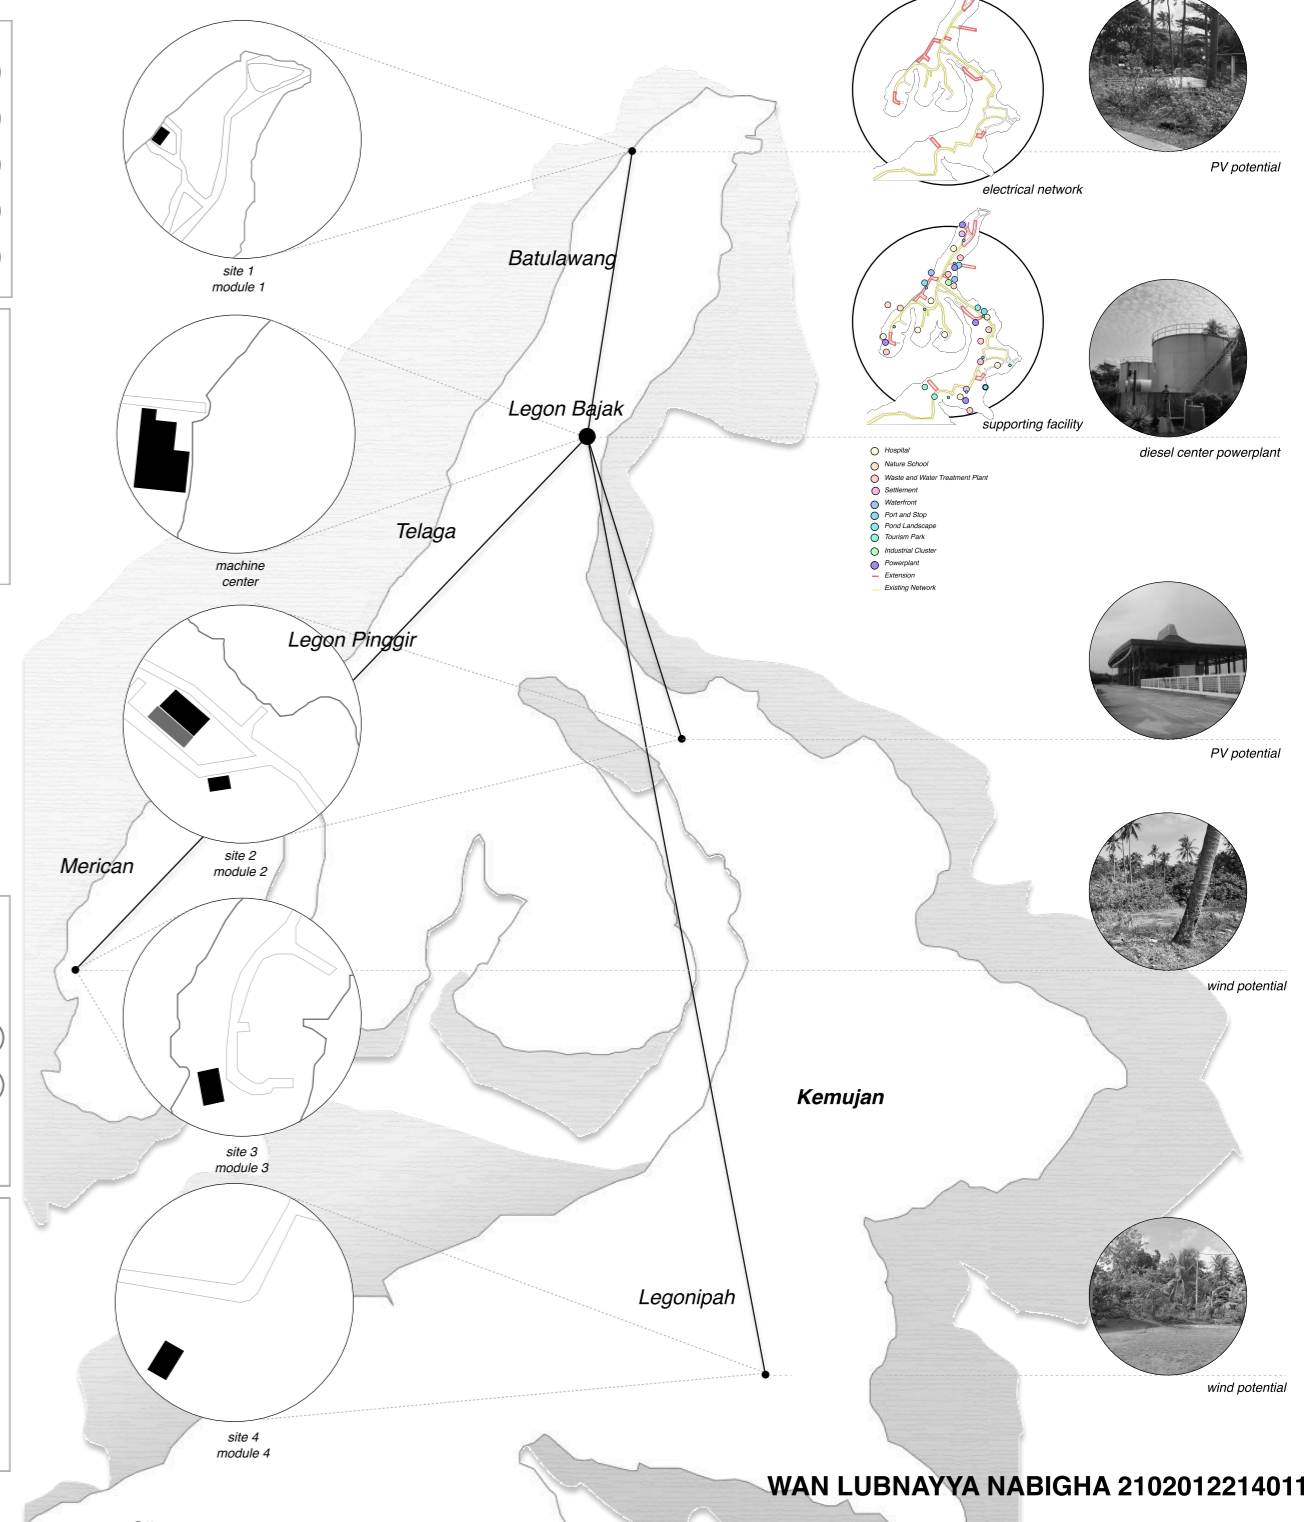 electrical network
PV potential
Batulawang
site 1
module 1
Legon Bajak
supporting facility
diesel center powerplant
Hospital
Nature School
Waste and Water Treatment Plant
Settlement
Waterfront
Port and Stop
Pond Landscape
Tourism Park
Industrial Cluster
Powerplant
Extension
Existing Network
Telaga
machine
center
Legon Pinggir
PV potential
site 2
module 2
Merican
wind potential
Kemujan
site 3
module 3
Legonipah
wind potential
site 4
module 4
WAN LUBNAYYA NABIGHA 2102012214011